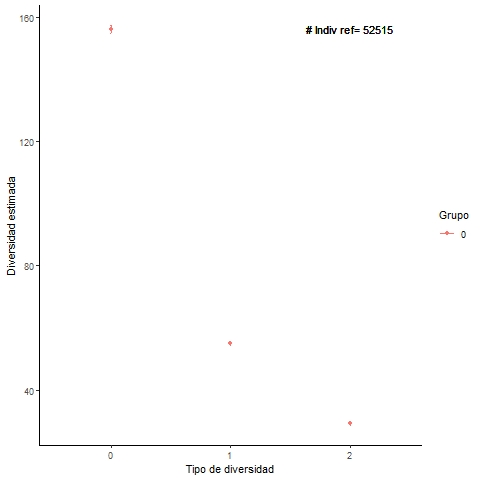 160
# Indiv ref= 52515
120
80
40
Diversidad estimada
Grupo
0
0 1 2
Tipo de diversidad